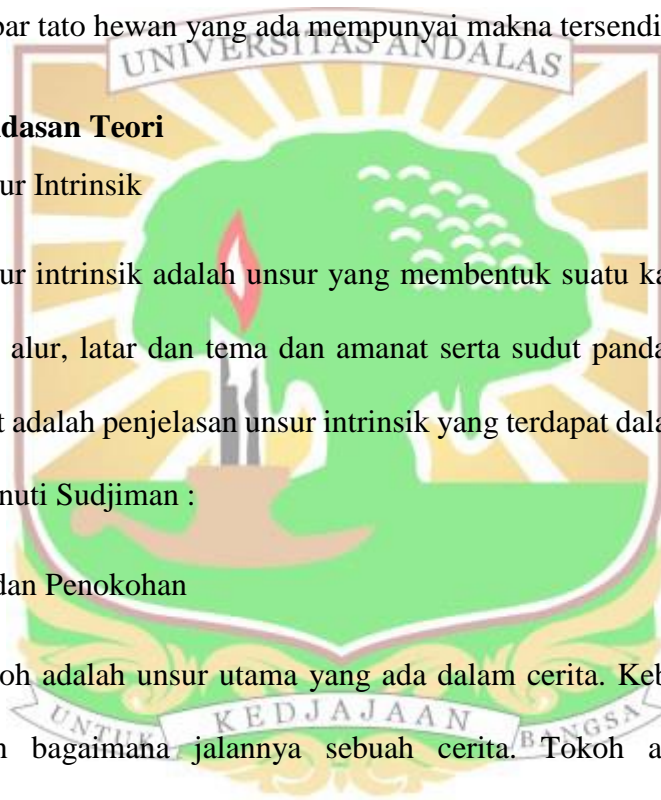 bar tato hewan yang ada mempunyai makna tersendi
UNIVERSITAS ANDALAS
dasan Teori
ur Intrinsik
ur intrinsik adalah unsur yang membentuk suatu ka
alur, latar dan tema dan amanat serta sudut panda
t adalah penjelasan unsur intrinsik yang terdapat dala
nuti Sudjiman :
dan Penokohan
oh adalah unsur utama yang ada dalam cerita. Keb
UNTUK KEDJAJAAN BANGSA
n bagaimana jalannya sebuah cerita. Tokoh a